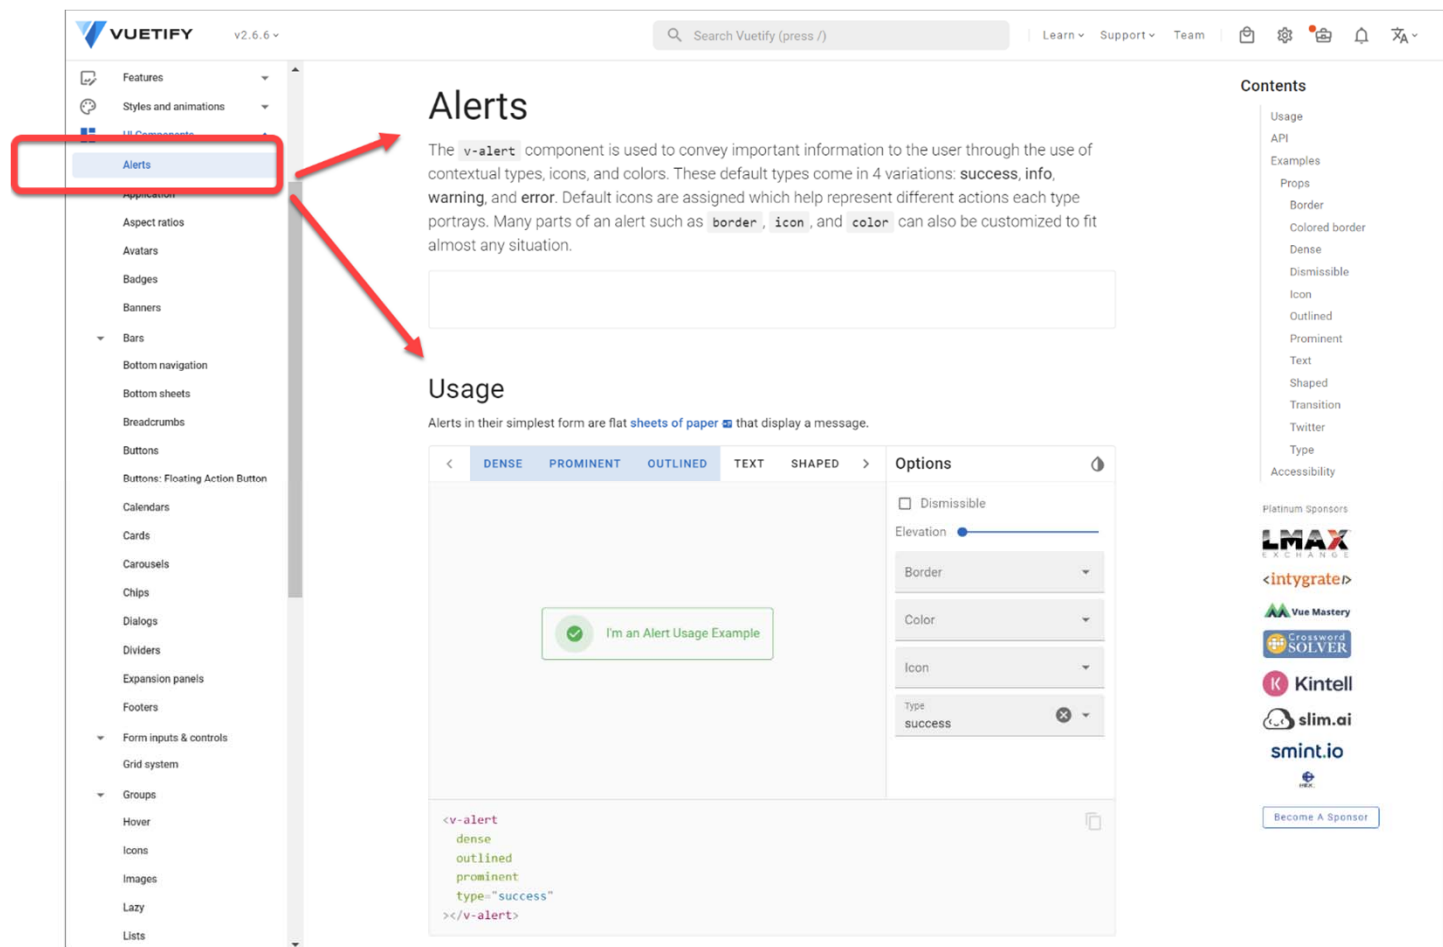 VUETIFY
v2.6.6
Search Vuetify (press /)
Learn
Support
Team
Features
Styles and animations
UI Components
Alerts
Application
Aspect ratios
Avatars
Badges
Banners
Bars
Bottom navigation
Bottom sheets
Breadcrumbs
Buttons
Buttons: Floating Action Button
Calendars
Cards
Carousels
Chips
Dialogs
Dividers
Expansion panels
Footers
Form inputs & controls
Grid system
Groups
Hover
Icons
Images
Lazy
Lists
Alerts
The v-alert component is used to convey important information to the user through the use of
contextual types, icons, and colors. These default types come in 4 variations: success, info,
warning, and error. Default icons are assigned which help represent different actions each type
portrays. Many parts of an alert such as border, icon, and color can also be customized to fit
almost any situation.
Usage
Alerts in their simplest form are flat sheets of paper that display a message.
DENSE PROMINENT OUTLINED TEXT SHAPED
I'm an Alert Usage Example
Options
Dismissible
Elevation
Border
Color
Icon
Type
success
<v-alert
dense
outlined
prominent
type="success"
></v-alert>
Contents
Usage
API
Examples
Props
Border
Colored border
Dense
Dismissible
Icon
Outlined
Prominent
Text
Shaped
Transition
Twitter
Type
Accessibility
Platinum Sponsors
LMAX
EXCHANGE
<intygrate/>
Vue Mastery
Crossword
SOLVER
K Kintell
slim.ai
smint.io
Become A Sponsor